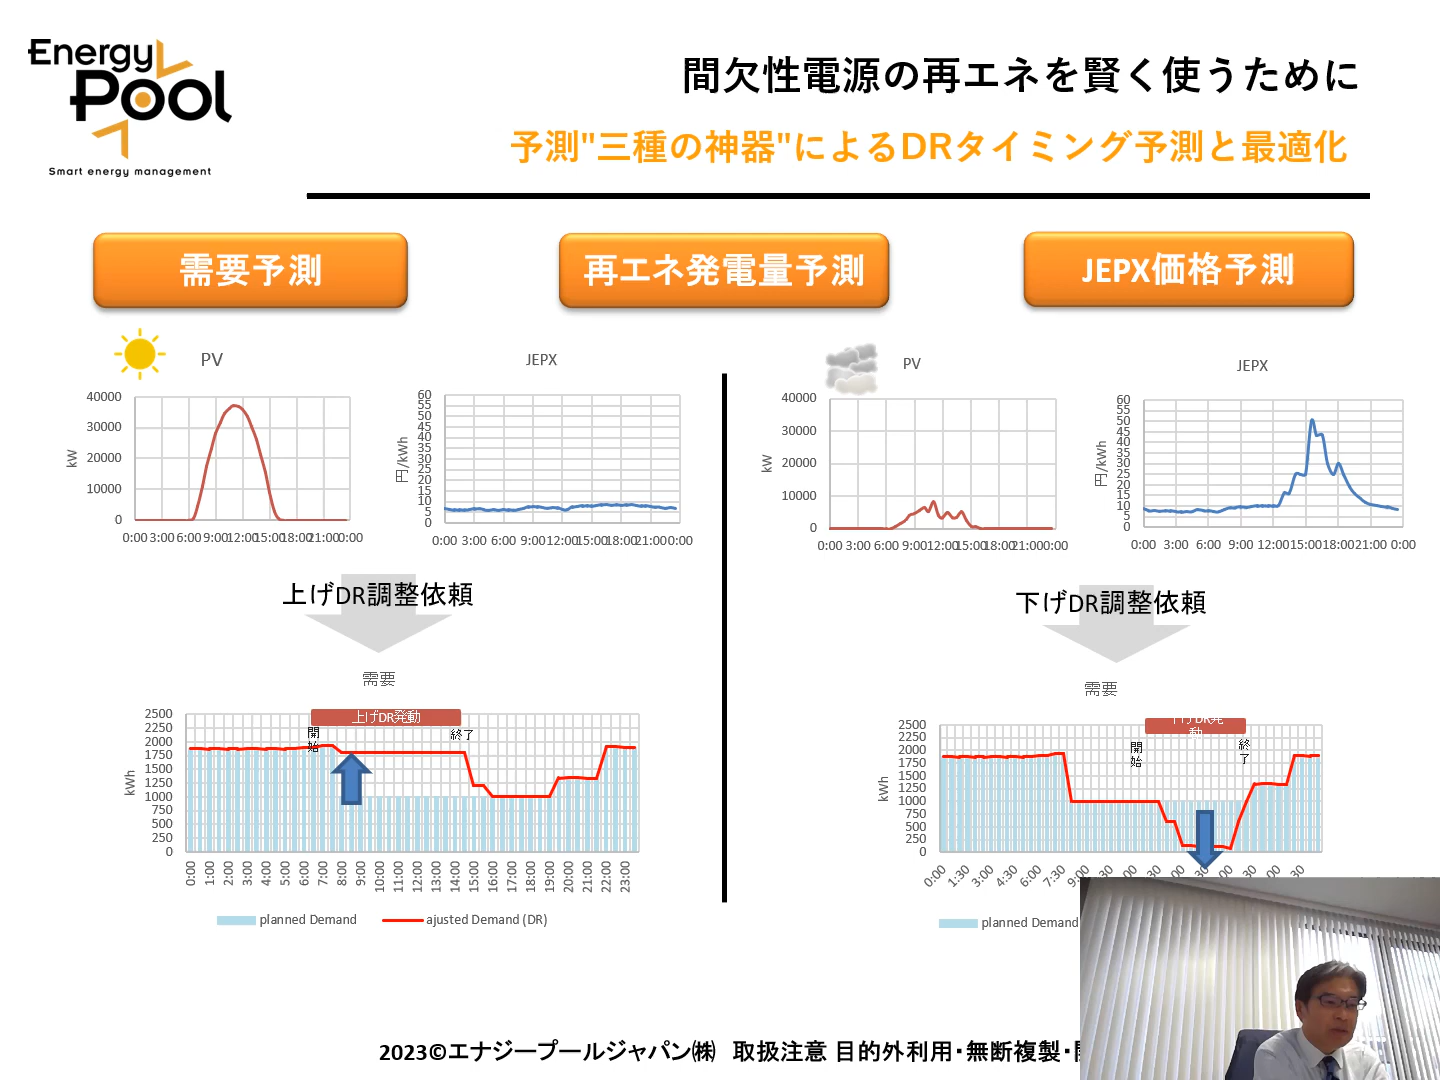 Energy
Pool
Smart energy management
間欠性電源の再エネを賢く使うために
予測"三種の神器"によるDRタイミング予測と最適化
需要予測
再エネ発電量予測
JEPX価格予測
PV
kW
40000
30000
20000
10000
0
0:00 3:00 6:00 9:00 12:00 15:00 18:00 21:00 0:00
JEPX
円/kWh
60
55
50
45
40
35
30
25
20
15
10
5
0
0:00 3:00 6:00 9:00 12:00 15:00 18:00 21:00 0:00
PV
kW
40000
30000
20000
10000
0
0:00 3:00 6:00 9:00 12:00 15:00 18:00 21:00 0:00
JEPX
円/kWh
60
55
50
45
40
35
30
25
20
15
10
5
0
0:00 3:00 6:00 9:00 12:00 15:00 18:00 21:00 0:00
上げDR調整依頼
下げDR調整依頼
需要
上げDR発動
開始
終了
kWh
2500
2250
2000
1750
1500
1250
1000
750
500
250
0
0:00 1:00 2:00 3:00 4:00 5:00 6:00 7:00 8:00 9:00 10:00 11:00 12:00 13:00 14:00 15:00 16:00 17:00 18:00 19:00 20:00 21:00 22:00 23:00
planned Demand
ajusted Demand (DR)
需要
下げDR発動
開始
終了
kWh
2500
2250
2000
1750
1500
1250
1000
750
500
250
0
0:00 1:30 3:00 4:30 6:00 7:30 9:00
planned Demand
2023©エナジープールジャパン㈱ 取扱注意 目的外利用・無断複製・